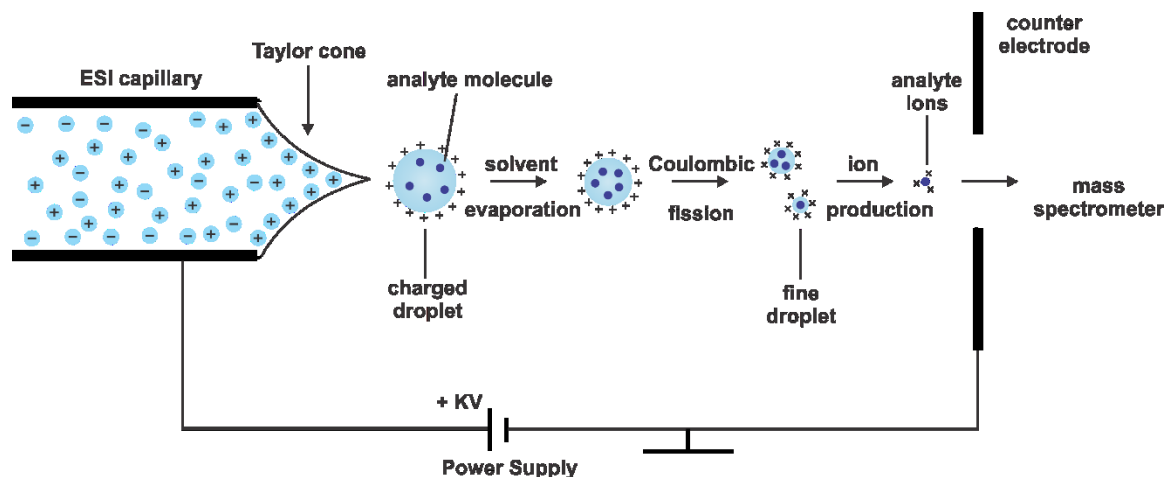 counter
electrode
Taylor cone
ESI capillary
analyte molecule
analyte
ions
solvent
evaporation
Coulombic
fission
ion
production
mass
spectrometer
charged
droplet
fine
droplet
+ KV
Power Supply